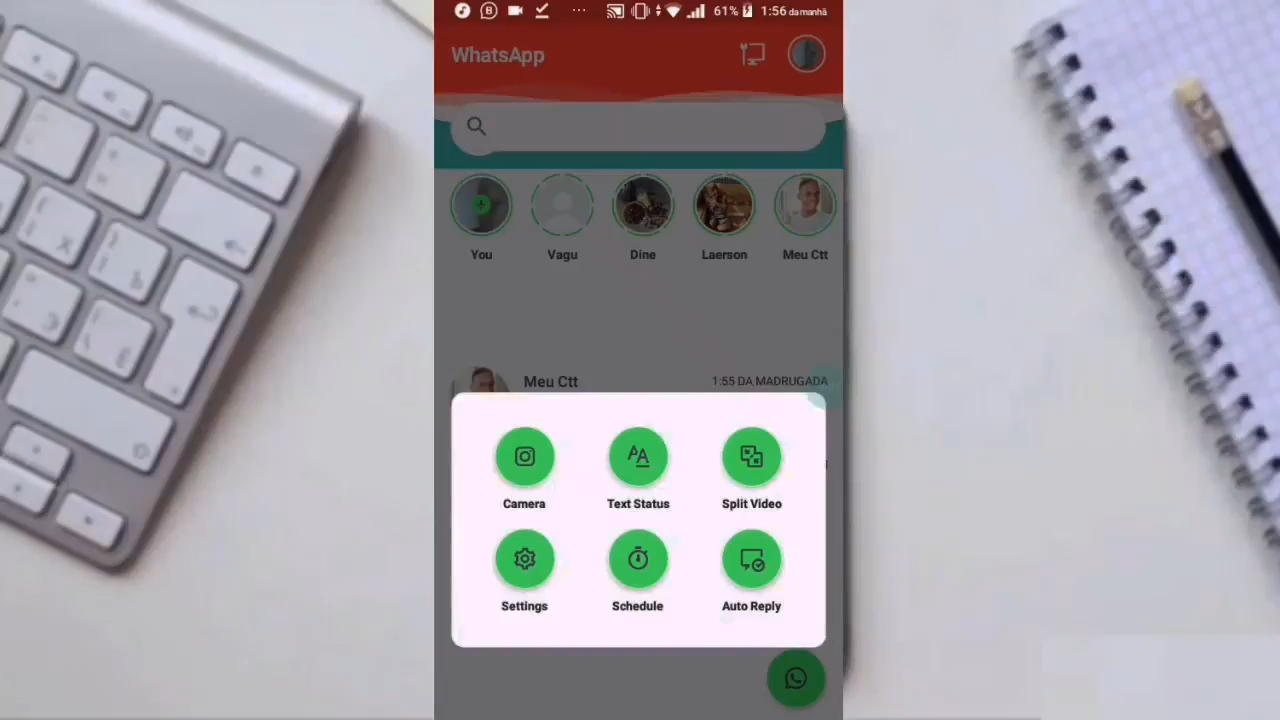 61% 1:56 da manhã
WhatsApp
You
Vagu
Dine
Laerson
Meu Ctt
Meu Ctt
1:55 DA MADRUGADA
Camera
Text Status
Split Video
Settings
Schedule
Auto Reply